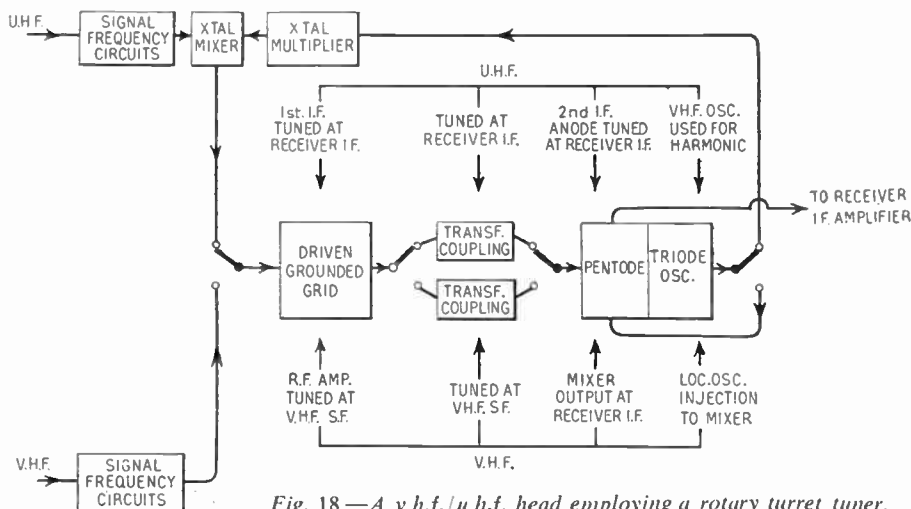 U.H.F.
SIGNAL
FREQUENCY
CIRCUITS
XTAL
MIXER
XTAL
MULTIPLIER
U.H.F.
1st. I.F.
TUNED AT
RECEIVER I.F.
TUNED AT
RECEIVER I.F.
2nd I.F.
ANODE TUNED
AT RECEIVER I.F.
V.H.F. OSC.
USED FOR
HARMONIC
TO RECEIVER
I.F. AMPLIFIER
DRIVEN
GROUNDED
GRID
TRANSF.
COUPLING
TRANSF.
COUPLING
PENTODE
TRIODE
OSC.
R.F. AMP.
TUNED AT
V.H.F. S.F.
TUNED AT
V.H.F. S.F.
MIXER
OUTPUT AT
RECEIVER I.F.
LOC.OSC.
INJECTION
TO MIXER
V.H.F.
V.H.F.
SIGNAL
FREQUENCY
CIRCUITS
Fig. 18—A v.h.f./u.h.f. head employing a rotary turret tuner.